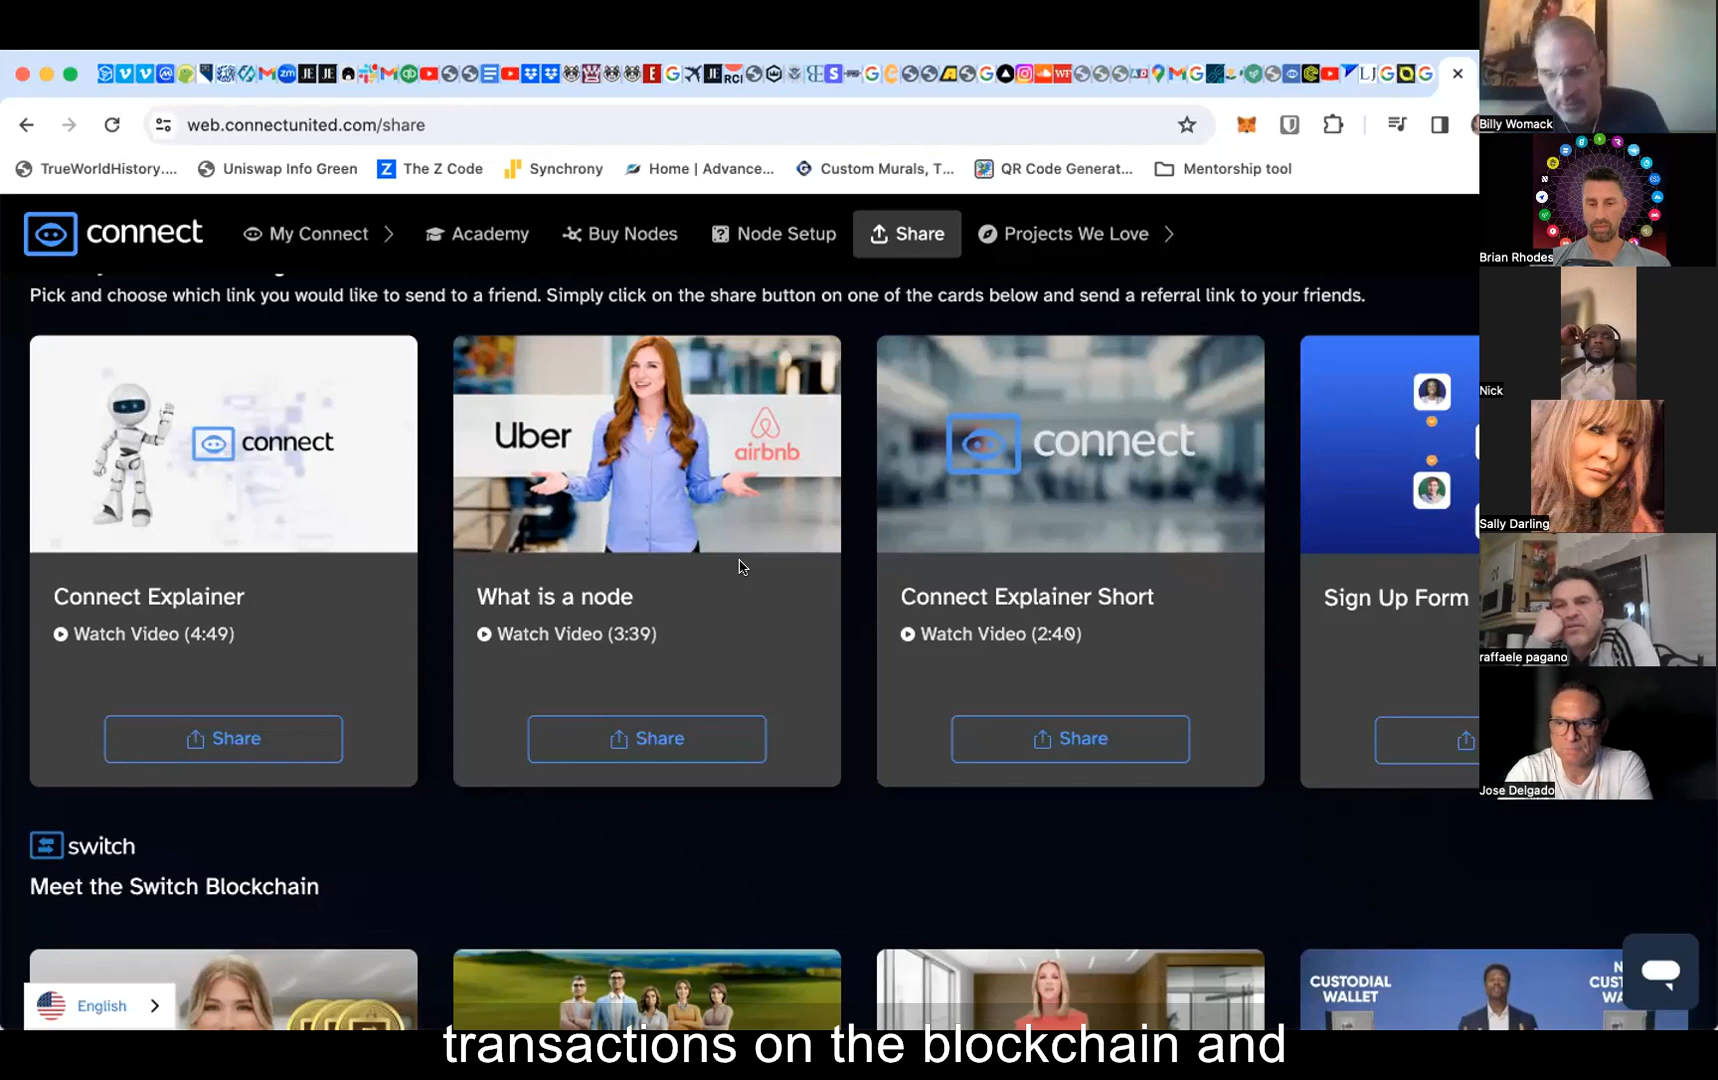 web.connectunited.com/share
TrueWorldHistory....
Uniswap Info Green
The Z Code
Synchrony
Home | Advance...
Custom Murals, T...
QR Code Generat...
Mentorship tool
connect
My Connect
Academy
Buy Nodes
Node Setup
Share
Projects We Love
Pick and choose which link you would like to send to a friend. Simply click on the share button on one of the cards below and send a referral link to your friends.
connect
Uber
airbnb
connect
Connect Explainer
Watch Video (4:49)
Share
What is a node
Watch Video (3:39)
Share
Connect Explainer Short
Watch Video (2:40)
Share
Sign Up Form
switch
Meet the Switch Blockchain
CUSTODIAL
WALLET
English
transactions on the blockchain and
Billy Womack
Brian Rhodes
Nick
Sally Darling
raffaele pagano
Jose Delgado